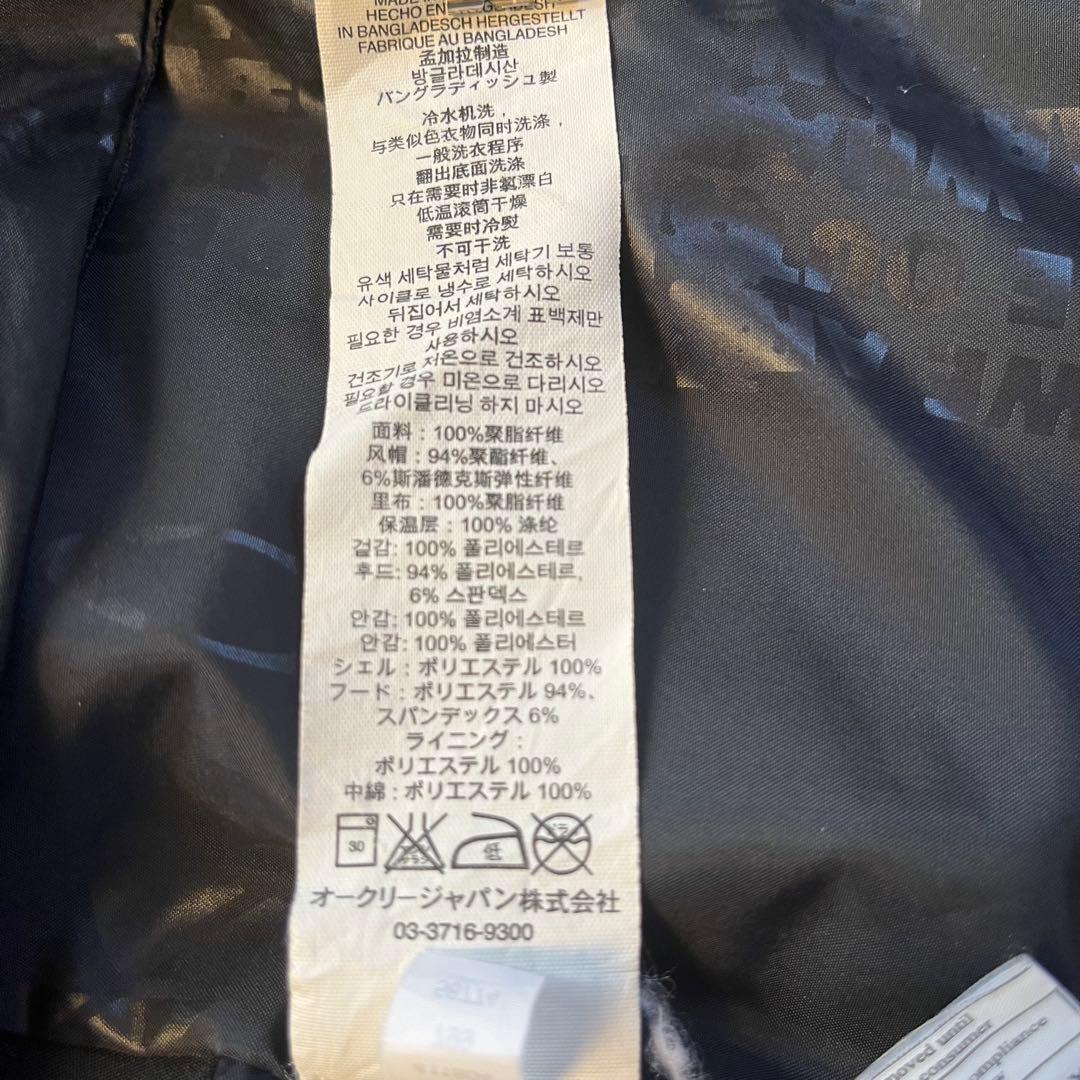 MADE IN
HECHO EN BANGLADESH
IN BANGLADESCH HERGESTELLT
FABRIQUE AU BANGLADESH
孟加拉制造
방글라데시산
バングラディッシュ製
冷水机洗，
与类似色衣物同时洗涤，
一般洗衣程序
翻出底面洗涤
只在需要时非氯漂白
低温滚筒干燥
需要时冷熨
不可干洗
유색 세탁물처럼 세탁기 보통
사이클로 냉수로 세탁하시오
뒤집어서 세탁하시오
필요한 경우 비염소계 표백제만
사용하시오
건조기로 저온으로 건조하시오
필요할 경우 미온으로 다리시오
드라이클리닝 하지 마시오
面料：100%聚脂纤维
风帽：94%聚酯纤维、
6%斯潘德克斯弹性纤维
里布：100%聚脂纤维
保温层：100% 涤纶
겉감: 100% 폴리에스테르
후드: 94% 폴리에스테르,
6% 스판덱스
안감: 100% 폴리에스테르
안감: 100% 폴리에스터
シェル：ポリエステル 100%
フード：ポリエステル 94%、
スパンデックス 6%
ライニング：
ポリエステル 100%
中綿：ポリエステル 100%
30 低 ドライ
オークリージャパン株式会社
03-3716-9300
moved until
consumer
ompliance